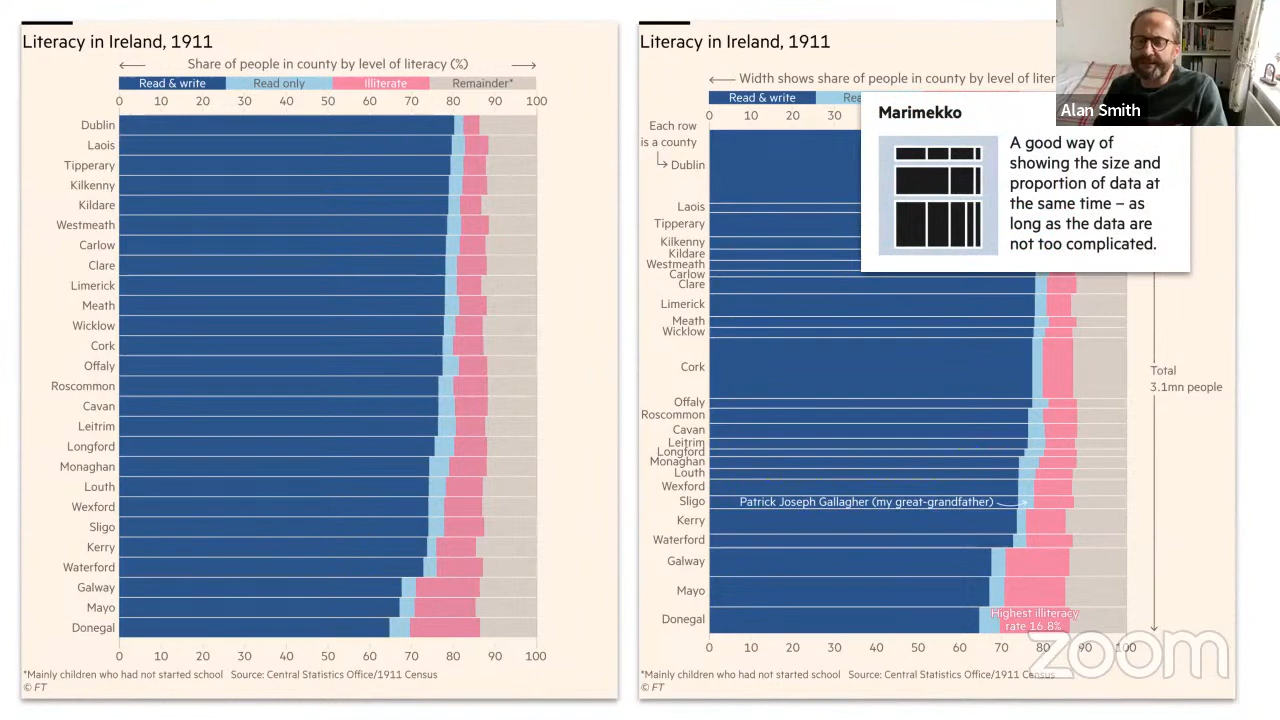 Literacy in Ireland, 1911
Share of people in county by level of literacy (%)
Read & write Read only Illiterate Remainder*
0 10 20 30 40 50 60 70 80 90 100
Dublin
Laois
Tipperary
Kilkenny
Kildare
Westmeath
Carlow
Clare
Limerick
Meath
Wicklow
Cork
Offaly
Roscommon
Cavan
Leitrim
Longford
Monaghan
Louth
Wexford
Sligo
Kerry
Waterford
Galway
Mayo
Donegal
0 10 20 30 40 50 60 70 80 90 100
*Mainly children who had not started school Source: Central Statistics Office/1911 Census
© FT
Literacy in Ireland, 1911
Width shows share of people in county by level of liter
Read & write Rea
0 10 20 30
Each row
is a county
Dublin
Laois
Tipperary
Kilkenny
Kildare
Westmeath
Carlow
Clare
Limerick
Meath
Wicklow
Cork
Offaly
Roscommon
Cavan
Leitrim
Longford
Monaghan
Louth
Wexford
Sligo
Patrick Joseph Gallagher (my great-grandfather)
Kerry
Waterford
Galway
Mayo
Donegal
Highest illiteracy
rate 16.8%
0 10 20 30 40 50 60 70 80 90 100
*Mainly children who had not started school Source: Central Statistics Office/1911 Census
© FT
Total
3.1mn people
Marimekko
A good way of
showing the size and
proportion of data at
the same time – as
long as the data are
not too complicated.
Alan Smith
zoom